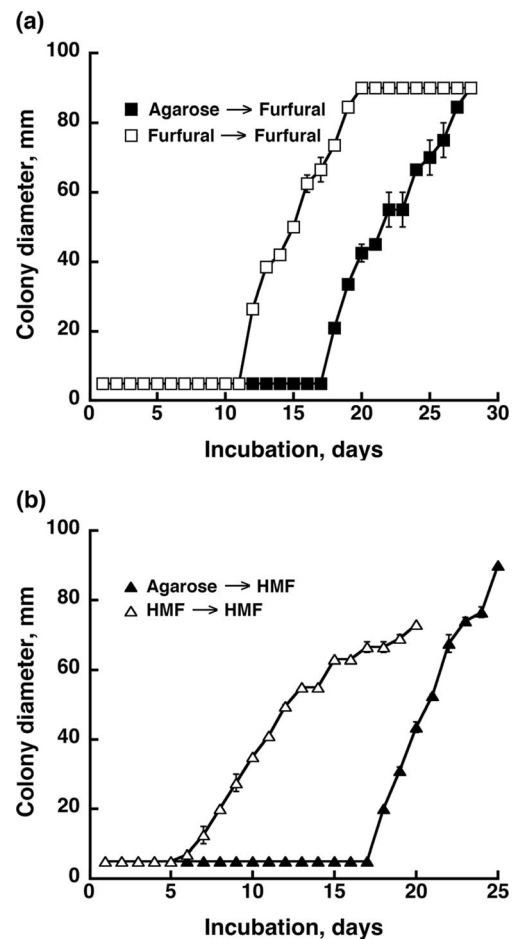 (a)
100
80
60
40
20
0
Colony diameter, mm
■ Agarose → Furfural
□ Furfural → Furfural
0 5 10 15 20 25 30
Incubation, days
(b)
100
80
60
40
20
0
Colony diameter, mm
▲ Agarose → HMF
△ HMF → HMF
0 5 10 15 20 25
Incubation, days